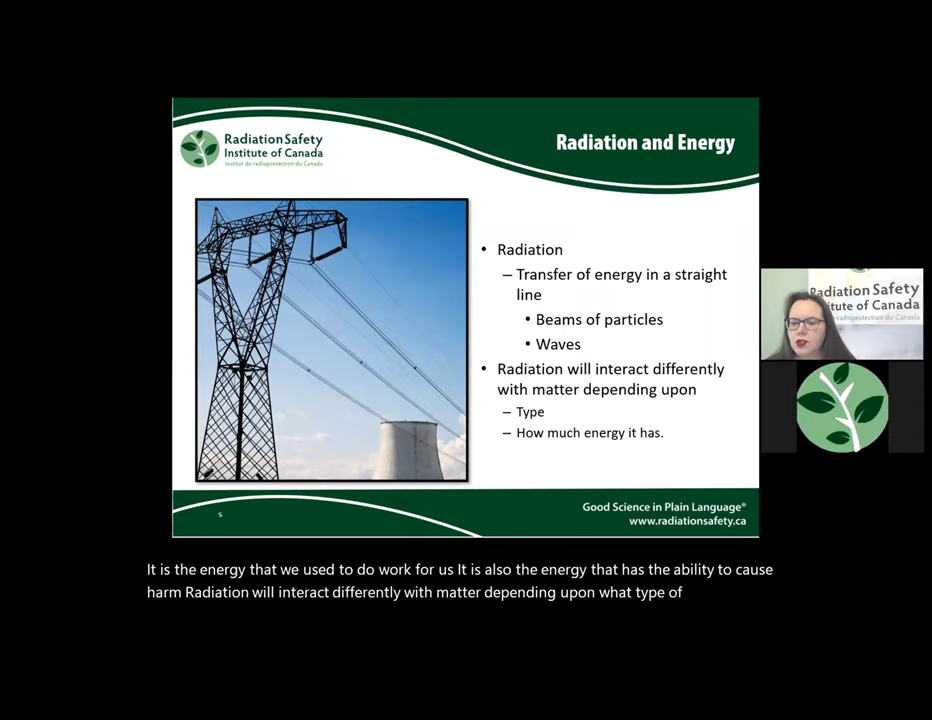 RadiationSafety
Institute of Canada
Institut de radioprotection du Canada
Radiation and Energy
• Radiation
– Transfer of energy in a straight
line
• Beams of particles
• Waves
• Radiation will interact differently
with matter depending upon
– Type
– How much energy it has.
5
Good Science in Plain Language®
www.radiationsafety.ca
Radiation Safety
itute of Canada
radioprotection du Canada
It is the energy that we used to do work for us It is also the energy that has the ability to cause
harm Radiation will interact differently with matter depending upon what type of